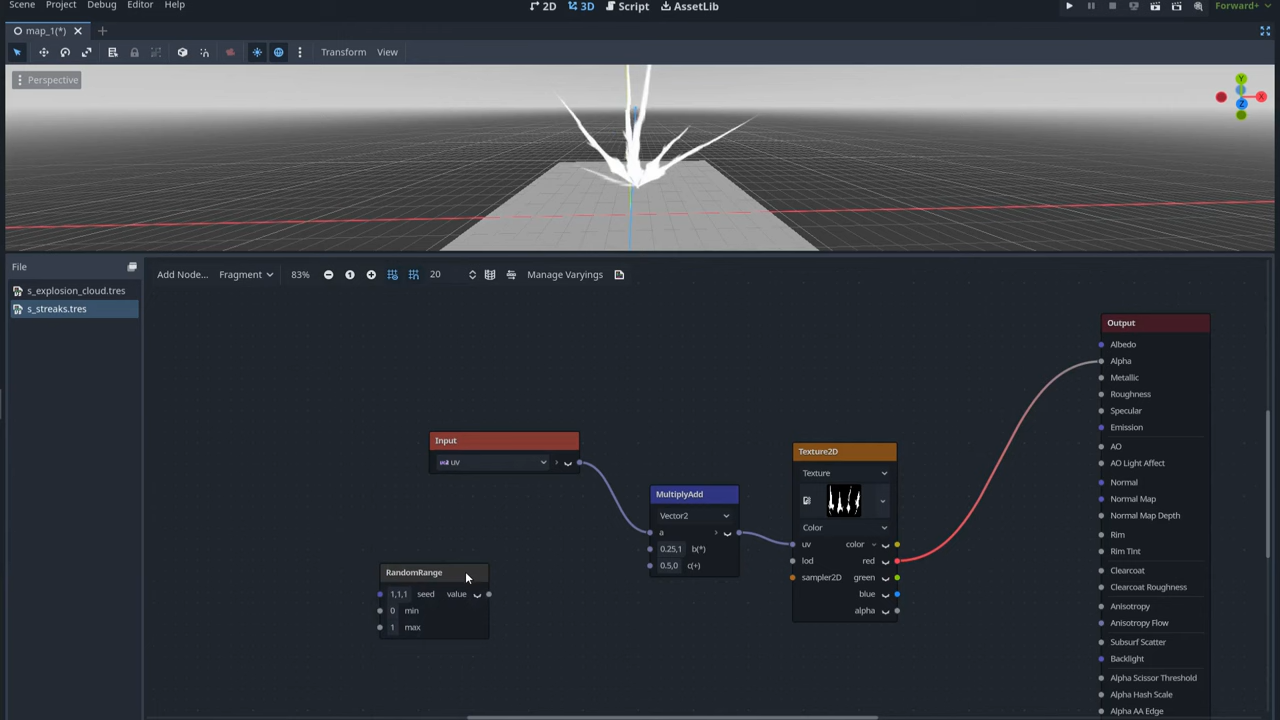 Scene Project Debug Editor Help 2D 3D Script AssetLib Forward+
map_1(*)
Transform View
Perspective
Y
X
Z
File
Add Node... Fragment 83% 20 Manage Varyings
s_explosion_cloud.tres
s_streaks.tres
Output
Albedo
Alpha
Metallic
Roughness
Specular
Emission
AO
AO Light Affect
Normal
Normal Map
Normal Map Depth
Rim
Rim Tint
Clearcoat
Clearcoat Roughness
Anisotropy
Anisotropy Flow
Subsurf Scatter
Backlight
Alpha Scissor Threshold
Alpha Hash Scale
Alpha AA Edge
Input
UV
MultiplyAdd
Vector2
a
0.25,1 b(*)
0.5,0 c(+)
Texture2D
Texture
Color
uv color
lod red
sampler2D green
blue
alpha
RandomRange
1,1,1 seed value
0 min
1 max